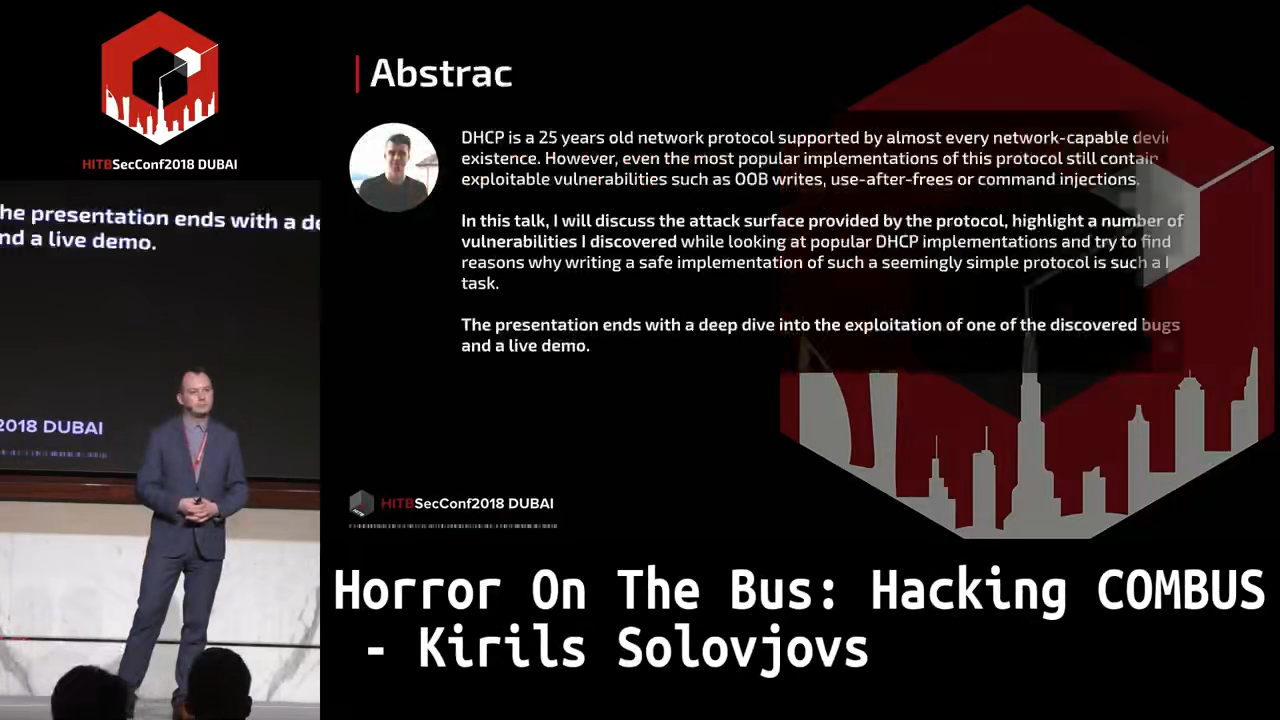 HITBSecConf2018 DUBAI
he presentation ends with a de
nd a live demo.
2018 DUBAI
Abstrac
DHCP is a 25 years old network protocol supported by almost every network-capable devic
existence. However, even the most popular implementations of this protocol still contain
exploitable vulnerabilities such as OOB writes, use-after-frees or command injections.
In this talk, I will discuss the attack surface provided by the protocol, highlight a number of
vulnerabilities I discovered while looking at popular DHCP implementations and try to find
reasons why writing a safe implementation of such a seemingly simple protocol is such a
task.
The presentation ends with a deep dive into the exploitation of one of the discovered bugs
and a live demo.
HITBSecConf2018 DUBAI
Horror On The Bus: Hacking COMBUS
- Kirils Solovjovs